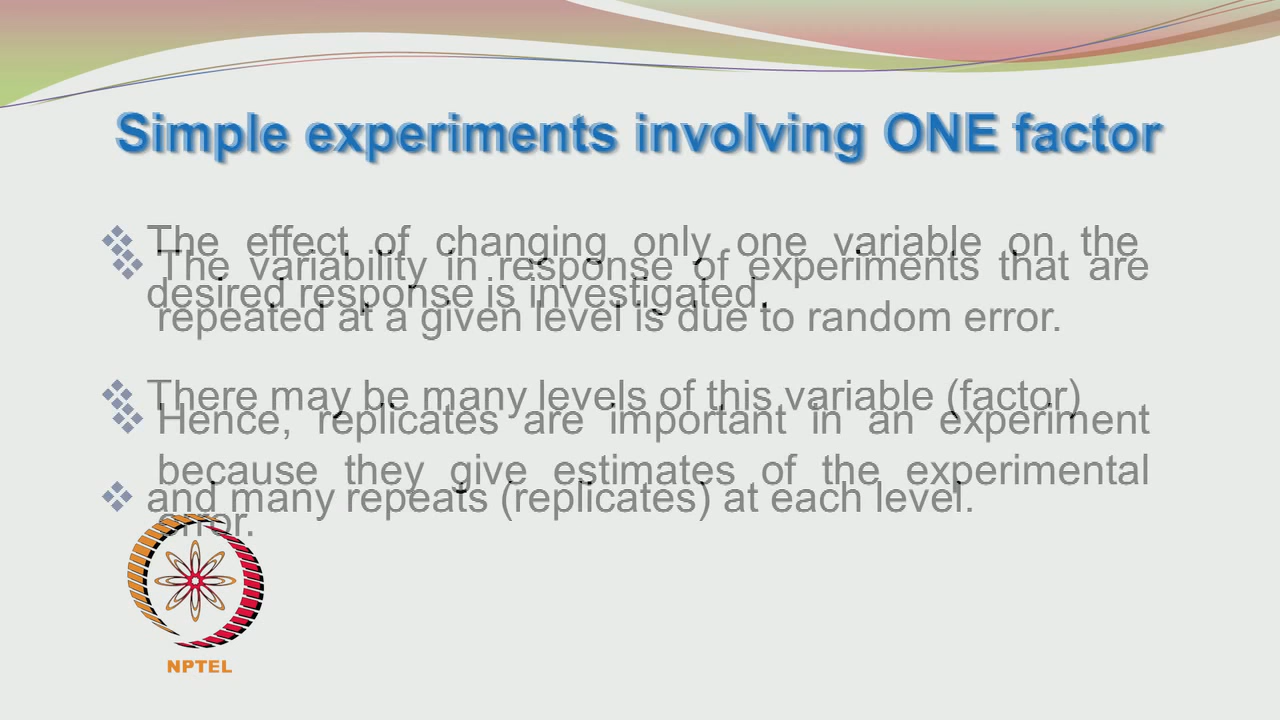 Simple experiments involving ONE factor
The effect of changing only one variable on the
desired response is investigated.
There may be many levels of this variable (factor)
and many repeats (replicates) at each level.
The variability in response of experiments that are
repeated at a given level is due to random error.
Hence, replicates are important in an experiment
because they give estimates of the experimental
error.
NPTEL